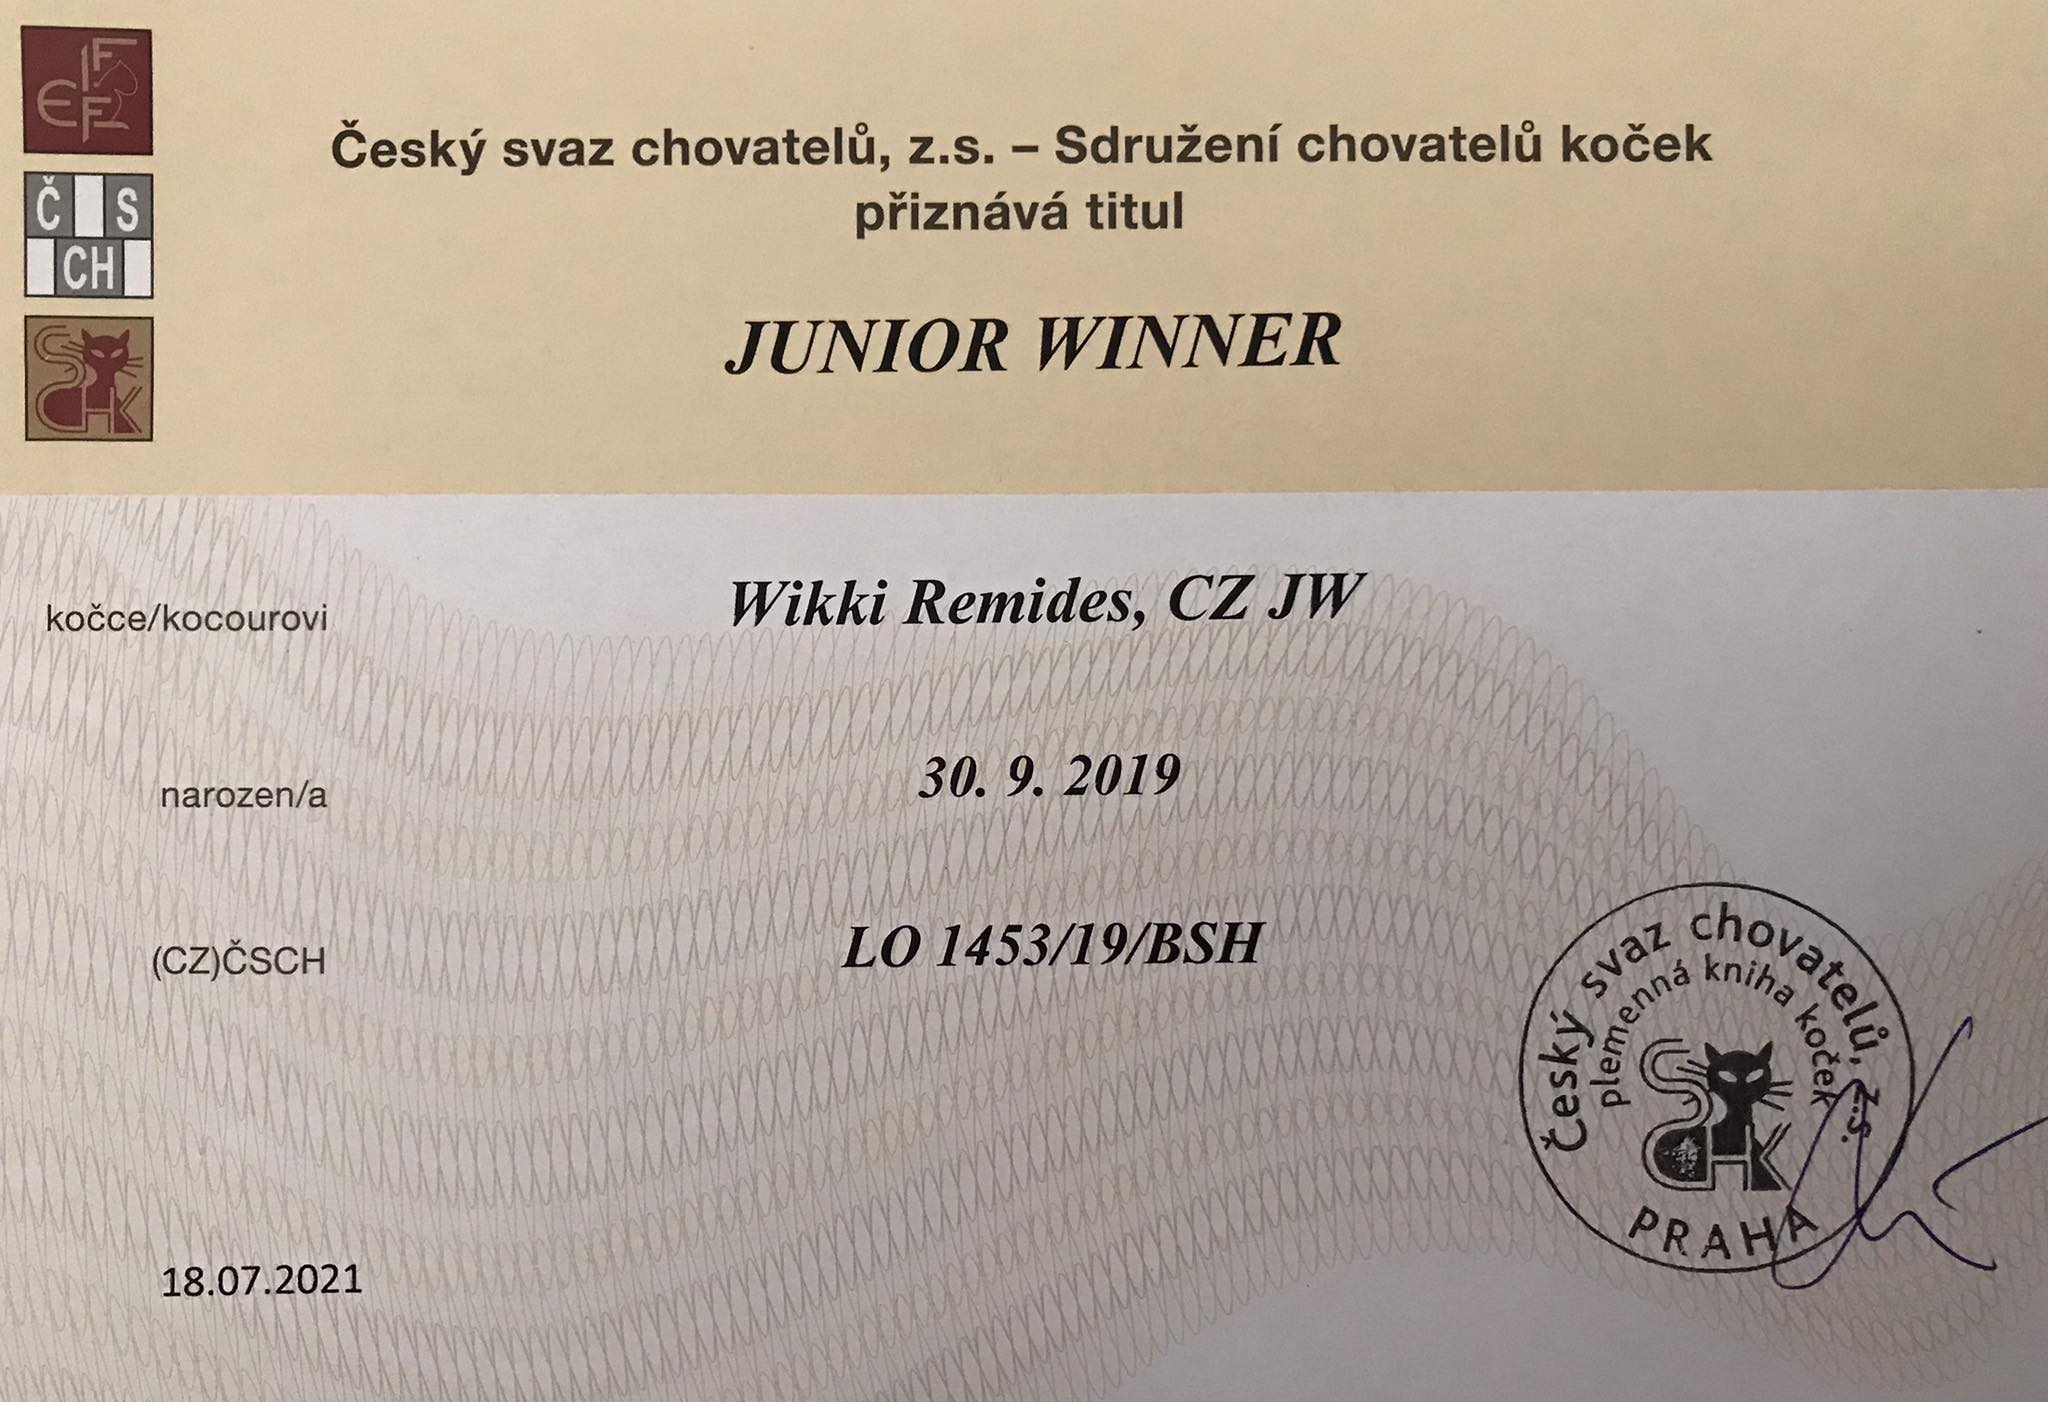 FIFE
Č S
CH
SCHK
Český svaz chovatelů, z.s. – Sdružení chovatelů koček
přiznává titul
JUNIOR WINNER
kočce/kocourovi
Wikki Remides, CZ JW
narozen/a
30. 9. 2019
(CZ)ČSCH
LO 1453/19/BSH
18.07.2021
Český svaz chovatelů, z.s.
plemenná kniha koček
SCHK
PRAHA